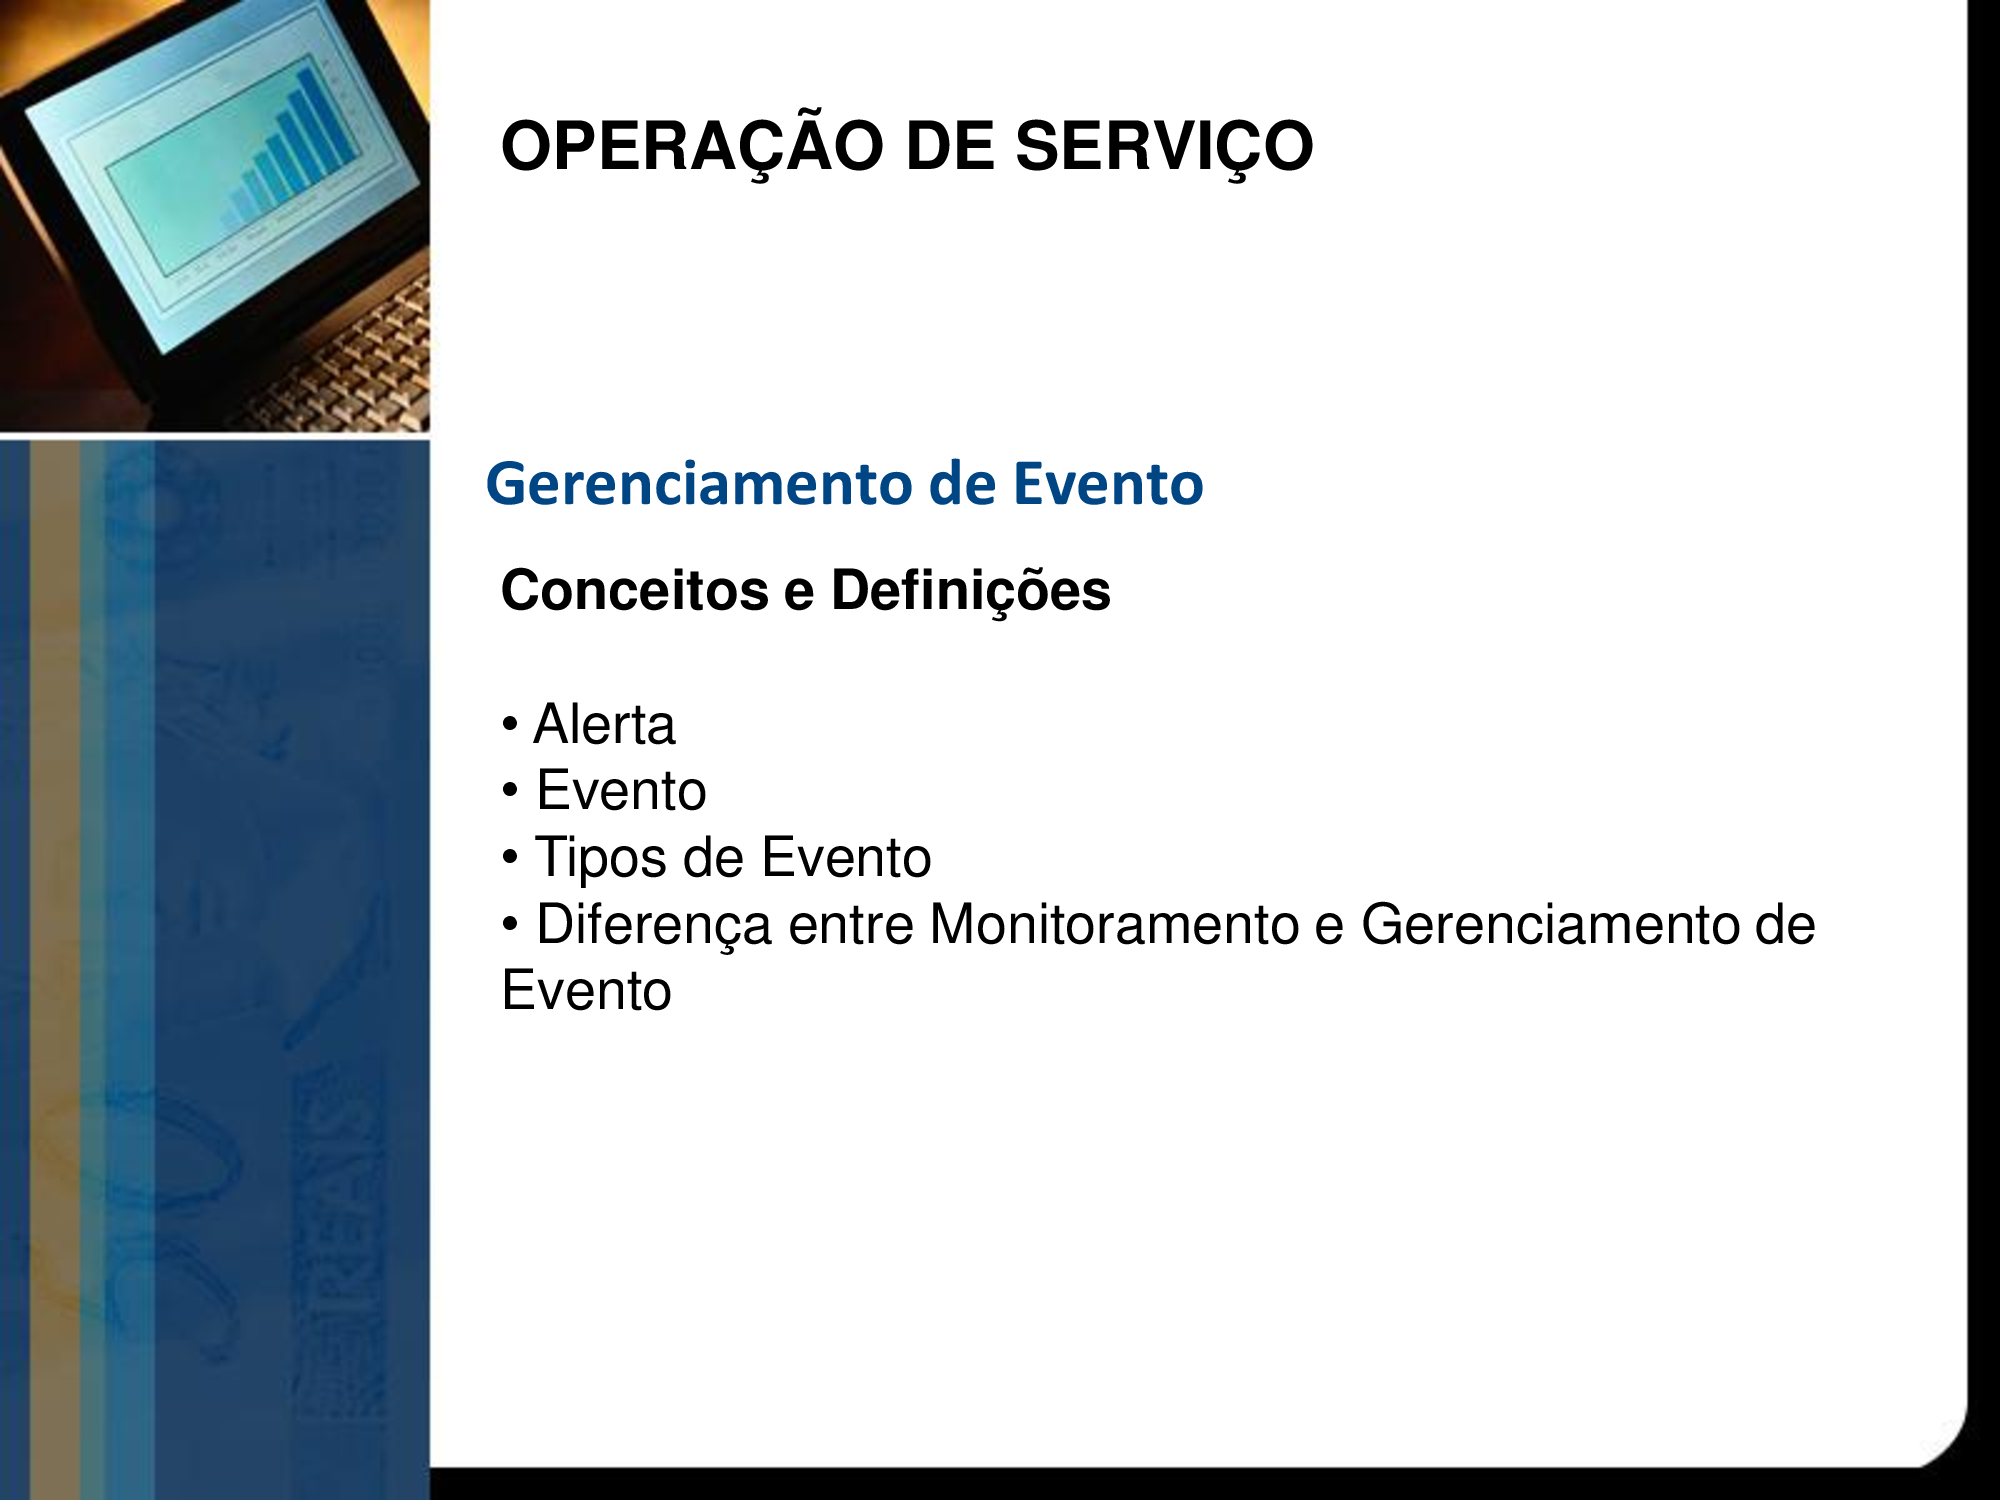 OPERAÇÃO DE SERVIÇO
Gerenciamento de Evento
Conceitos e Definições
• Alerta
• Evento
• Tipos de Evento
• Diferença entre Monitoramento e Gerenciamento de
Evento
REAIS